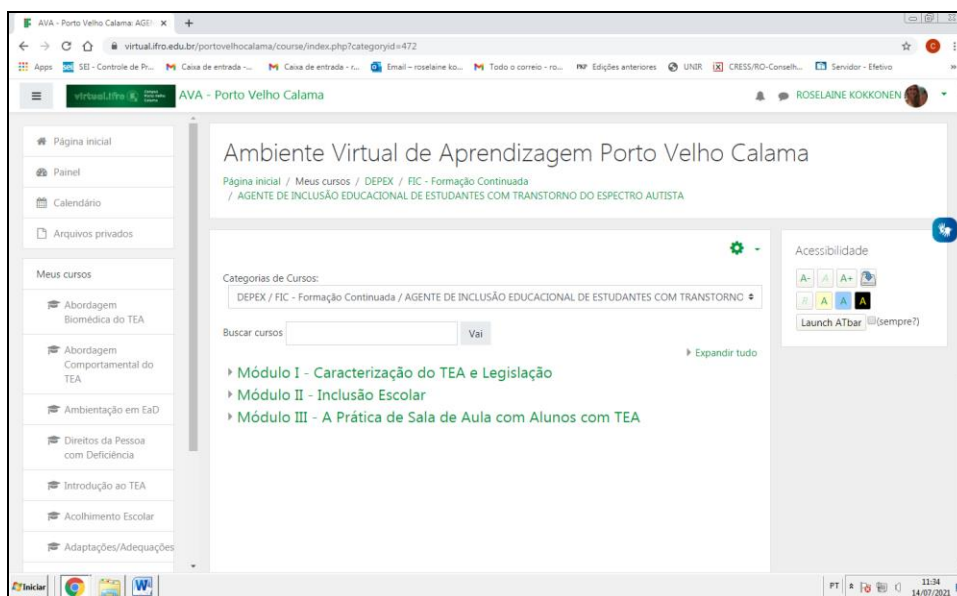 AVA - Porto Velho Calama: AGE
virtual.ifro.edu.br/portovelhocalama/course/index.php?categoryid=472
C
Apps
SEI - Controle de Pr...
Caixa de entrada -...
Caixa de entrada - r...
Email – roselaine ko...
Todo o correio - ro...
PKP Edições anteriores
UNIR
CRESS/RO-Conselh...
Servidor - Efetivo
virtual.ifro
AVA - Porto Velho Calama
ROSELAINE KOKKONEN
Página inicial
Painel
Calendário
Arquivos privados
Meus cursos
Abordagem
Biomédica do TEA
Abordagem
Comportamental do
TEA
Ambientação em EaD
Direitos da Pessoa
com Deficiência
Introdução ao TEA
Acolhimento Escolar
Adaptações/Adequações
Ambiente Virtual de Aprendizagem Porto Velho Calama
Página inicial / Meus cursos / DEPEX / FIC - Formação Continuada
/ AGENTE DE INCLUSÃO EDUCACIONAL DE ESTUDANTES COM TRANSTORNO DO ESPECTRO AUTISTA
Categorias de Cursos:
DEPEX / FIC - Formação Continuada / AGENTE DE INCLUSÃO EDUCACIONAL DE ESTUDANTES COM TRANSTORNO
Buscar cursos
Vai
Expandir tudo
Módulo I - Caracterização do TEA e Legislação
Módulo II - Inclusão Escolar
Módulo III - A Prática de Sala de Aula com Alunos com TEA
Acessibilidade
A- A A+
R A A A
Launch ATbar (sempre?)
Iniciar
PT
11:34
14/07/2021